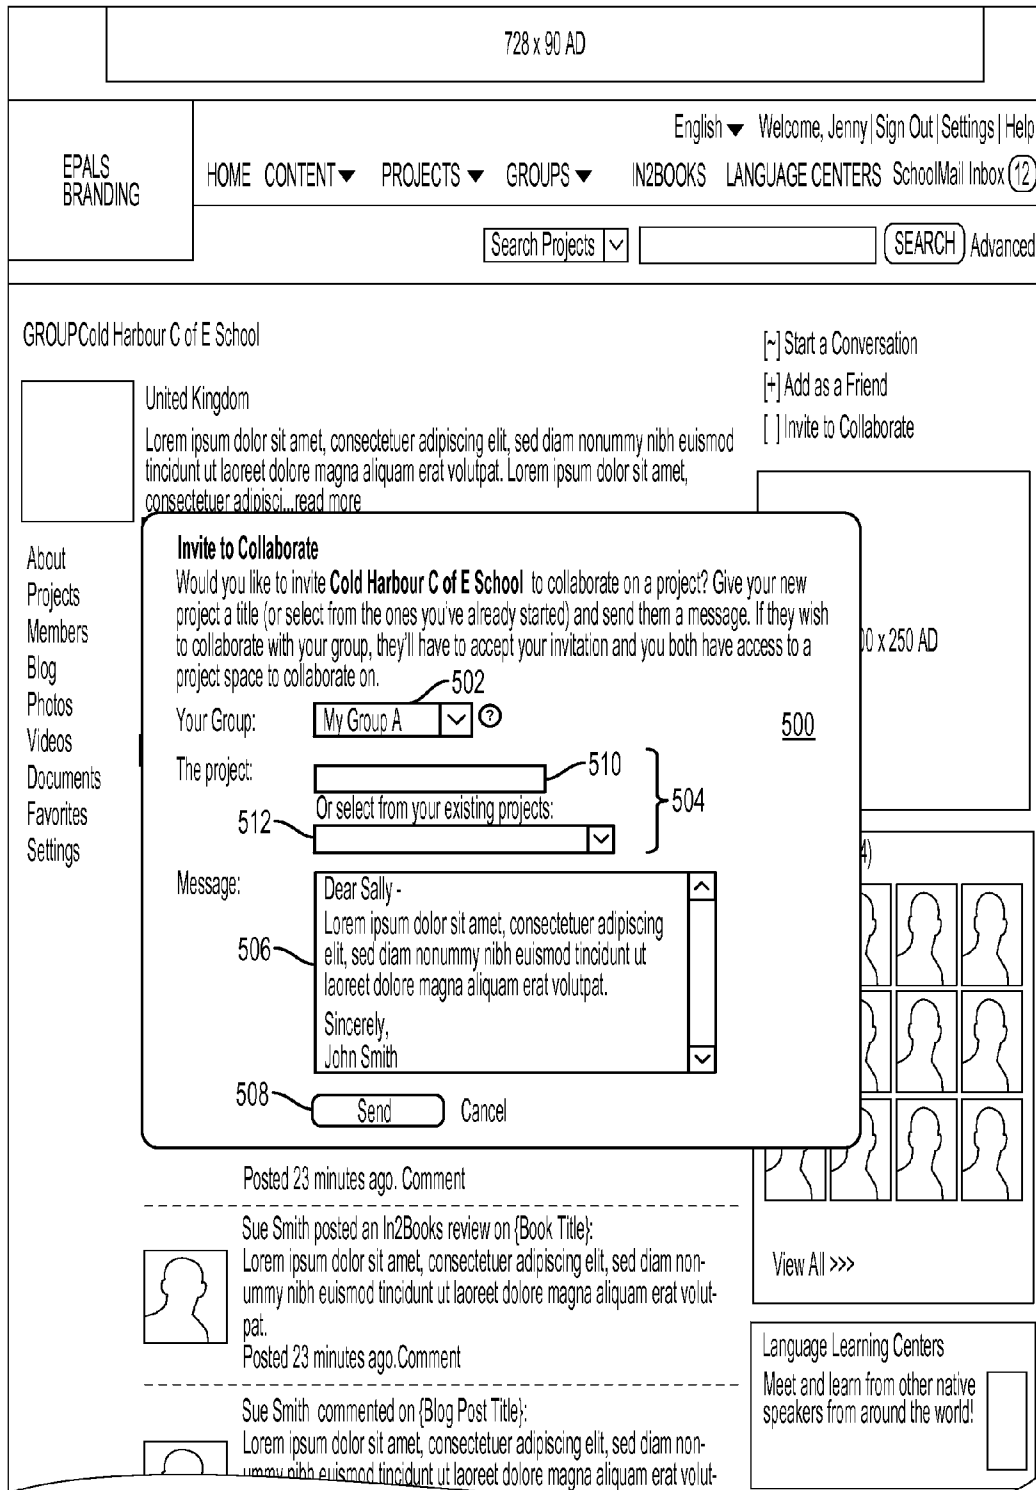 728 x 90 AD
EPALS
BRANDING
English Welcome, Jenny | Sign Out | Settings | Help
HOME CONTENT PROJECTS GROUPS IN2BOOKS LANGUAGE CENTERS SchoolMail Inbox 12
Search Projects SEARCH Advanced
GROUPCold Harbour C of E School
[~] Start a Conversation
[+] Add as a Friend
[ ] Invite to Collaborate
United Kingdom
Lorem ipsum dolor sit amet, consectetuer adipiscing elit, sed diam nonummy nibh euismod
tincidunt ut laoreet dolore magna aliquam erat volutpat. Lorem ipsum dolor sit amet,
consectetuer adipisci...read more
About
Projects
Members
Blog
Photos
Videos
Documents
Favorites
Settings
Invite to Collaborate
Would you like to invite Cold Harbour C of E School to collaborate on a project? Give your new
project a title (or select from the ones you've already started) and send them a message. If they wish
to collaborate with your group, they'll have to accept your invitation and you both have access to a
project space to collaborate on.
502
Your Group: My Group A ?
500
The project:
510
Or select from your existing projects:
504
512
Message:
Dear Sally -
Lorem ipsum dolor sit amet, consectetuer adipiscing
elit, sed diam nonummy nibh euismod tincidunt ut
laoreet dolore magna aliquam erat volutpat.
Sincerely,
John Smith
506
508
Send Cancel
0 x 250 AD
4)
View All >>>
Posted 23 minutes ago. Comment
Sue Smith posted an In2Books review on {Book Title}:
Lorem ipsum dolor sit amet, consectetuer adipiscing elit, sed diam non-
ummy nibh euismod tincidunt ut laoreet dolore magna aliquam erat volut-
pat.
Posted 23 minutes ago.Comment
Sue Smith commented on {Blog Post Title}:
Lorem ipsum dolor sit amet, consectetuer adipiscing elit, sed diam non-
ummy nibh euismod tincidunt ut laoreet dolore magna aliquam erat volut-
Language Learning Centers
Meet and learn from other native
speakers from around the world!